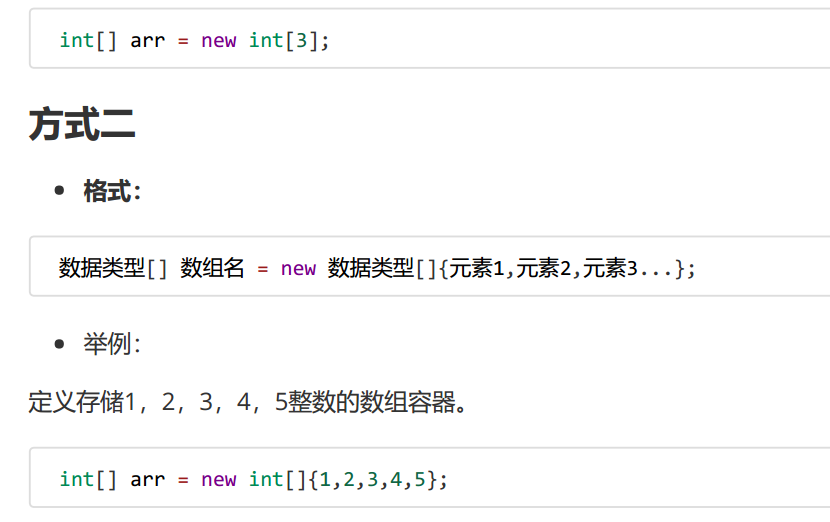 int[] arr = new int[3];
方式二
格式：
数据类型[] 数组名 = new 数据类型[]{元素1,元素2,元素3...};
举例：
定义存储1，2，3，4，5整数的数组容器。
int[] arr = new int[]{1,2,3,4,5};